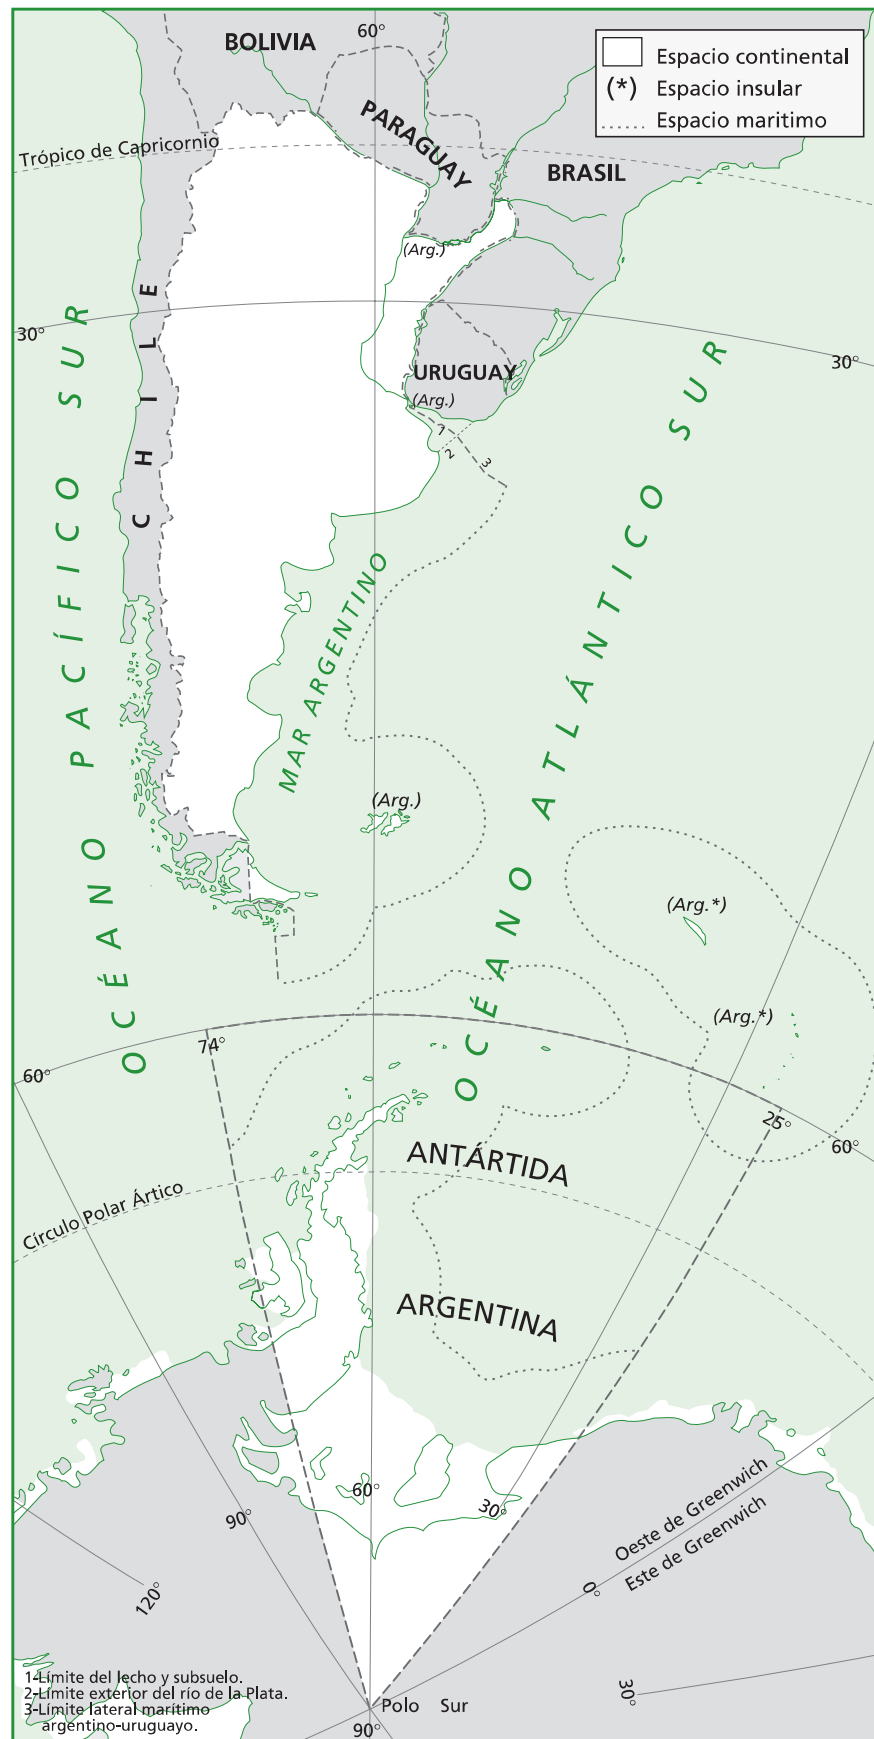 BOLIVIA
60°
Espacio continental
(*) Espacio insular
Espacio maritimo
PARAGUAY
Trópico de Capricornio
BRASIL
(Arg.)
CHILE
30°
30°
URUGUAY
(Arg.)
1
2
3
OCÉANO PACÍFICO SUR
OCÉANO ATLÁNTICO SUR
MAR ARGENTINO
(Arg.)
(Arg.*)
(Arg.*)
74°
60°
25°
60°
ANTÁRTIDA
Círculo Polar Ártico
ARGENTINA
60°
30°
90°
Oeste de Greenwich
Este de Greenwich
0°
120°
30°
1-Límite del lecho y subsuelo.
2-Límite exterior del río de la Plata.
3-Límite lateral marítimo
argentino-uruguayo.
Polo Sur
90°